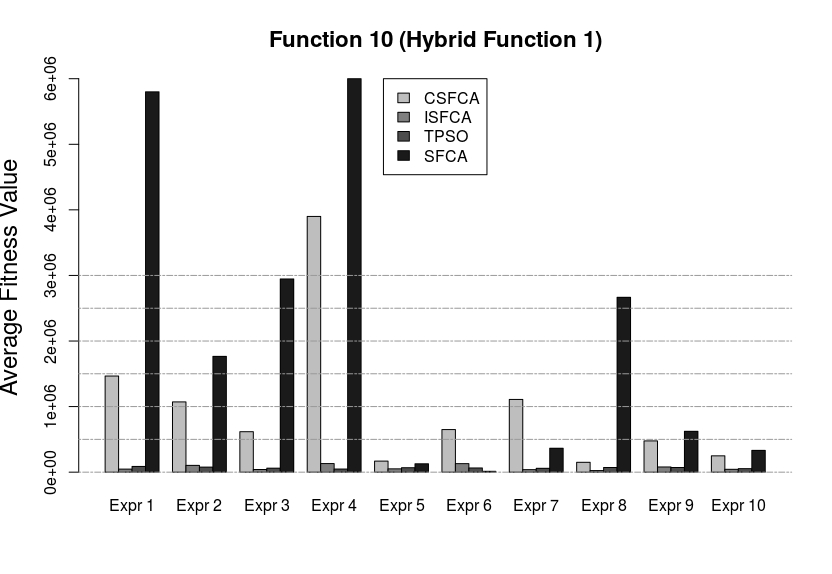 Function 10 (Hybrid Function 1)
Average Fitness Value
6e+06
5e+06
4e+06
3e+06
2e+06
1e+06
0e+00
CSFCA
ISFCA
TPSO
SFCA
Expr 1 Expr 2 Expr 3 Expr 4 Expr 5 Expr 6 Expr 7 Expr 8 Expr 9 Expr 10